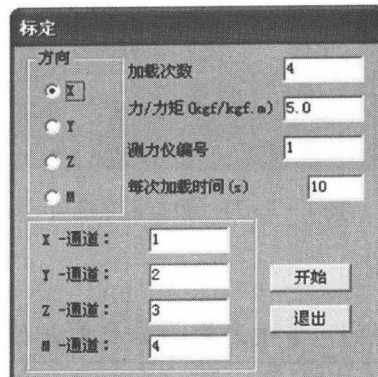 标定
方向
X
Y
Z
M
加载次数 4
力/力矩(kgf/kgf.m) 5.0
测力仪编号 1
每次加载时间(s) 10
X -通道: 1
Y -通道: 2
Z -通道: 3
M -通道: 4
开始
退出